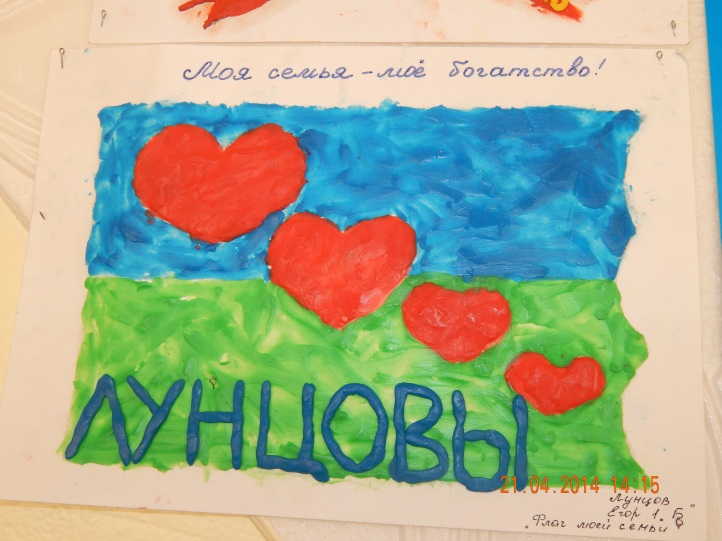 Моя семья - моё богатство!
ЛУНЦОВЫ
21.04.2014 14.15
Лунцов
Егор 1 "Б"
"Флаг моей семьи"